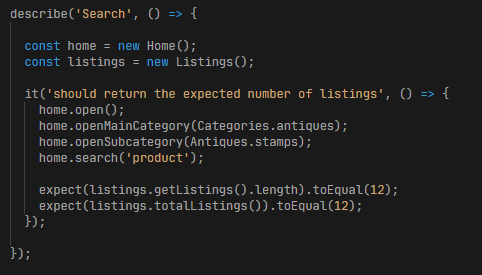 describe('Search', () => {
const home = new Home();
const listings = new Listings();
it('should return the expected number of listings', () => {
home.open();
home.openMainCategory(Categories.antiques);
home.openSubcategory(Antiques.stamps);
home.search('product');
expect(listings.getListings().length).toEqual(12);
expect(listings.totalListings()).toEqual(12);
});
});